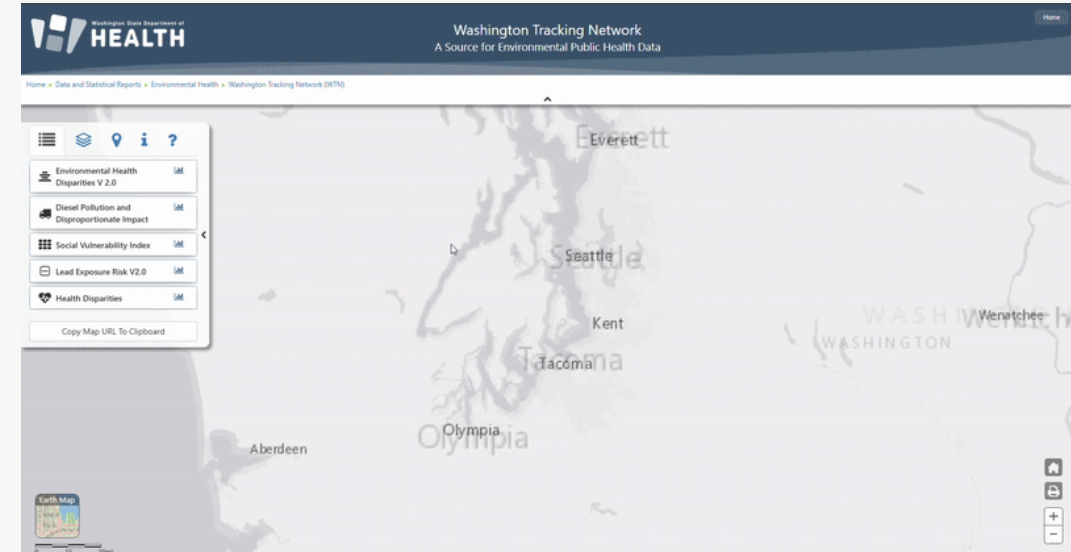 Washington State Department of
HEALTH
Washington Tracking Network
A Source for Environmental Public Health Data
Home
Home » Data and Statistical Reports » Environmental Health » Washington Tracking Network (WTN)
?
Environmental Health
Disparities V 2.0
Diesel Pollution and
Disproportionate Impact
Social Vulnerability Index
Lead Exposure Risk V2.0
Health Disparities
Copy Map URL To Clipboard
Everett
Seattle
Kent
Tacoma
Olympia
Aberdeen
Wenatchee
WASHINGTON
Earth Map